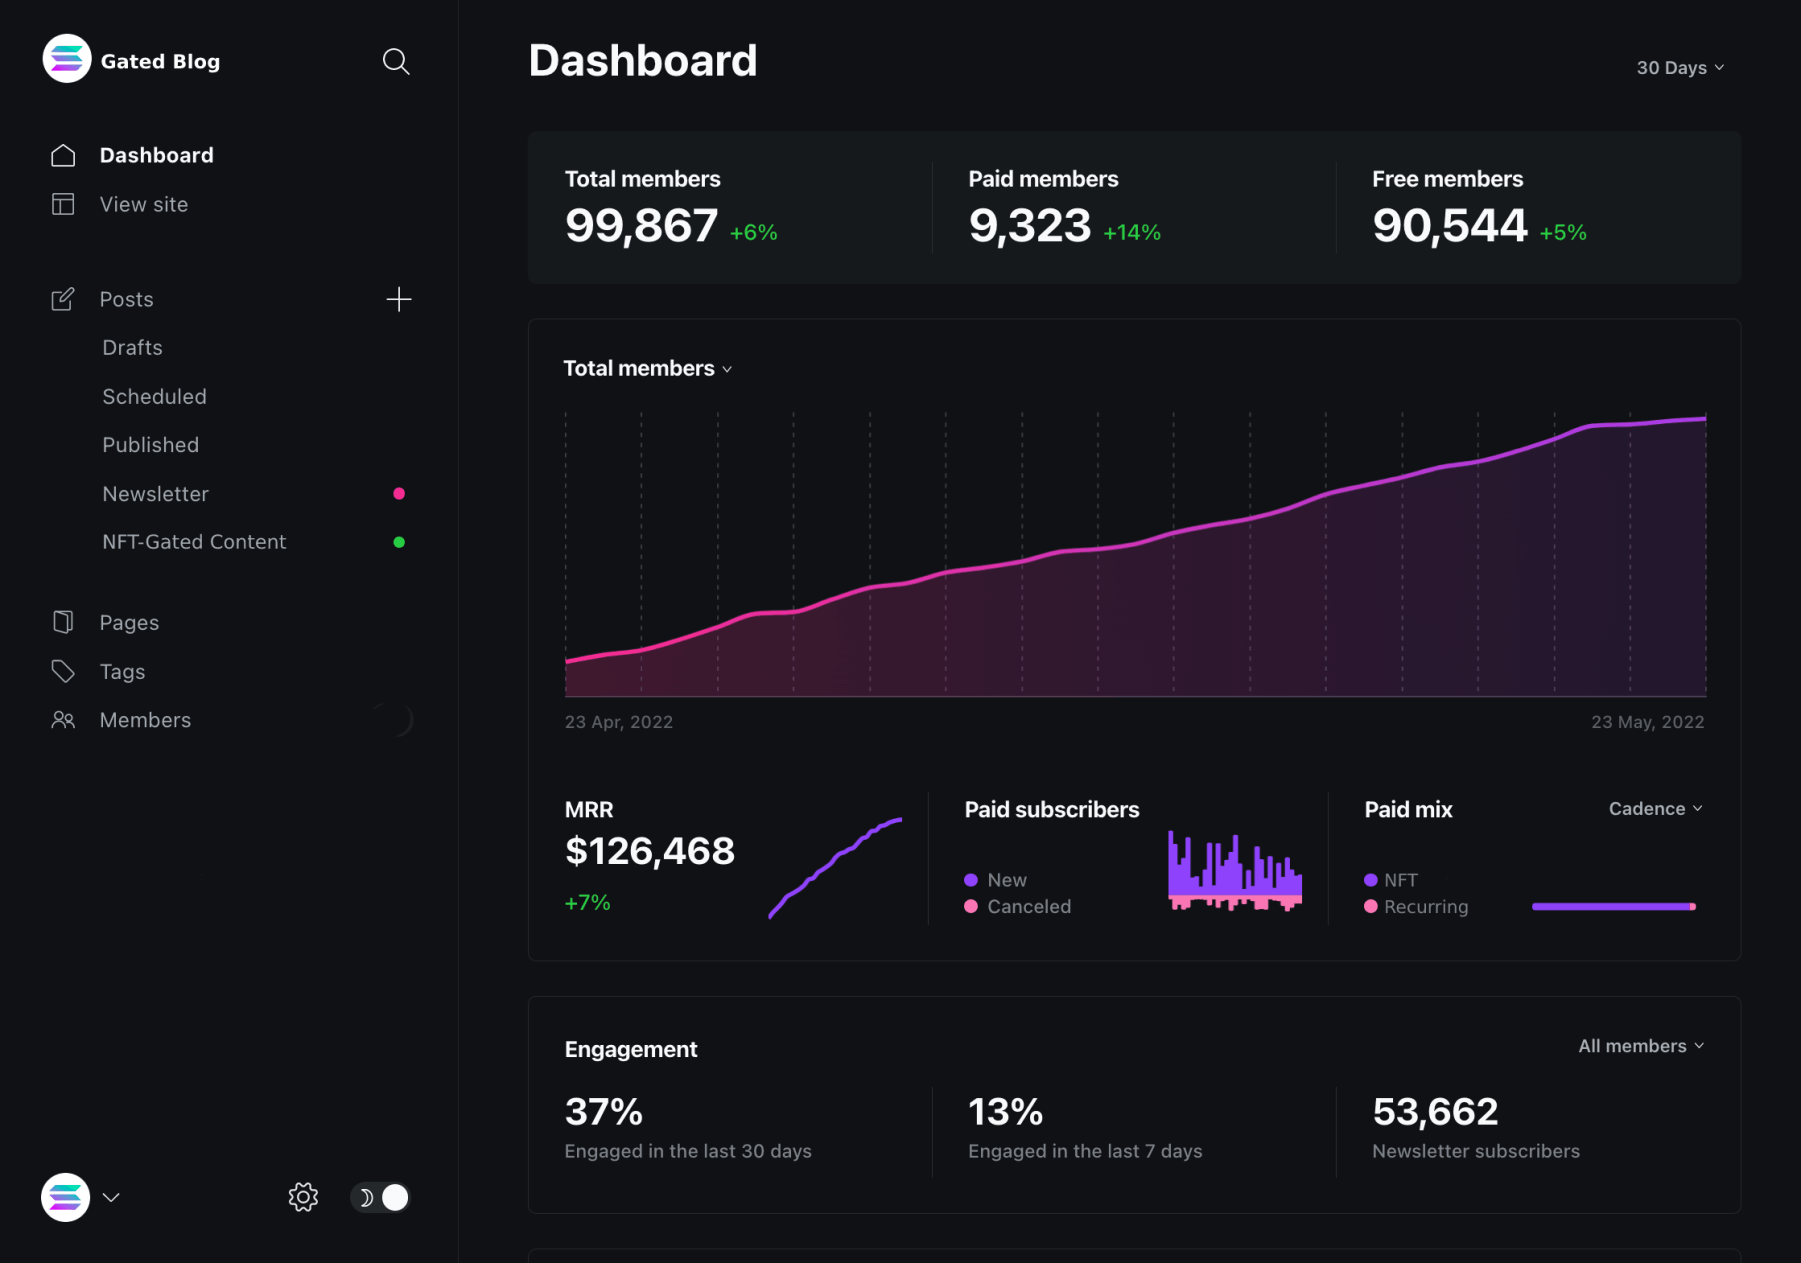 Gated Blog
Dashboard
View site
Posts
Drafts
Scheduled
Published
Newsletter
NFT-Gated Content
Pages
Tags
Members
Dashboard
30 Days
Total members
99,867 +6%
Paid members
9,323 +14%
Free members
90,544 +5%
Total members
23 Apr, 2022
23 May, 2022
MRR
$126,468
+7%
Paid subscribers
New
Canceled
Paid mix
Cadence
NFT
Recurring
Engagement
All members
37%
Engaged in the last 30 days
13%
Engaged in the last 7 days
53,662
Newsletter subscribers